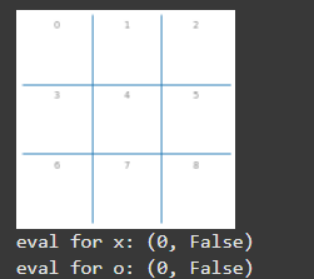 0 1 2
3 4 5
6 7 8
eval for x: (0, False)
eval for o: (0, False)